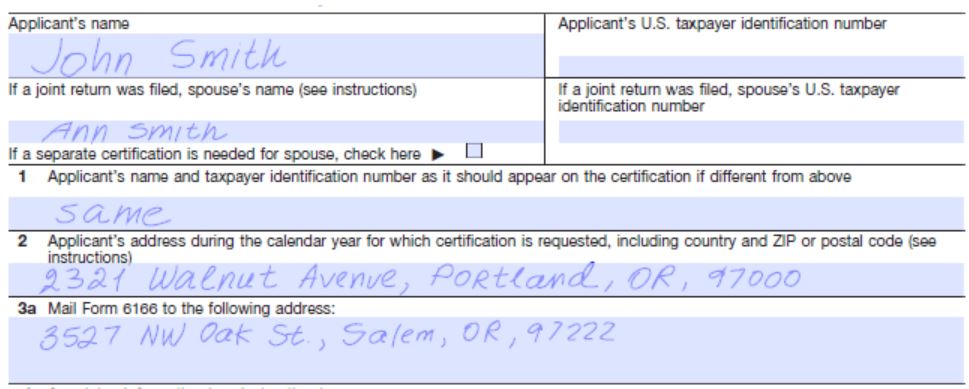 Applicant's name
Applicant's U.S. taxpayer identification number
John Smith
If a joint return was filed, spouse's name (see instructions)
If a joint return was filed, spouse's U.S. taxpayer
identification number
Ann Smith
If a separate certification is needed for spouse, check here ▶
1 Applicant's name and taxpayer identification number as it should appear on the certification if different from above
same
2 Applicant's address during the calendar year for which certification is requested, including country and ZIP or postal code (see
instructions)
2321 Walnut Avenue, Portland, OR, 97000
3a Mail Form 6166 to the following address:
3527 NW Oak St., Salem, OR, 97222